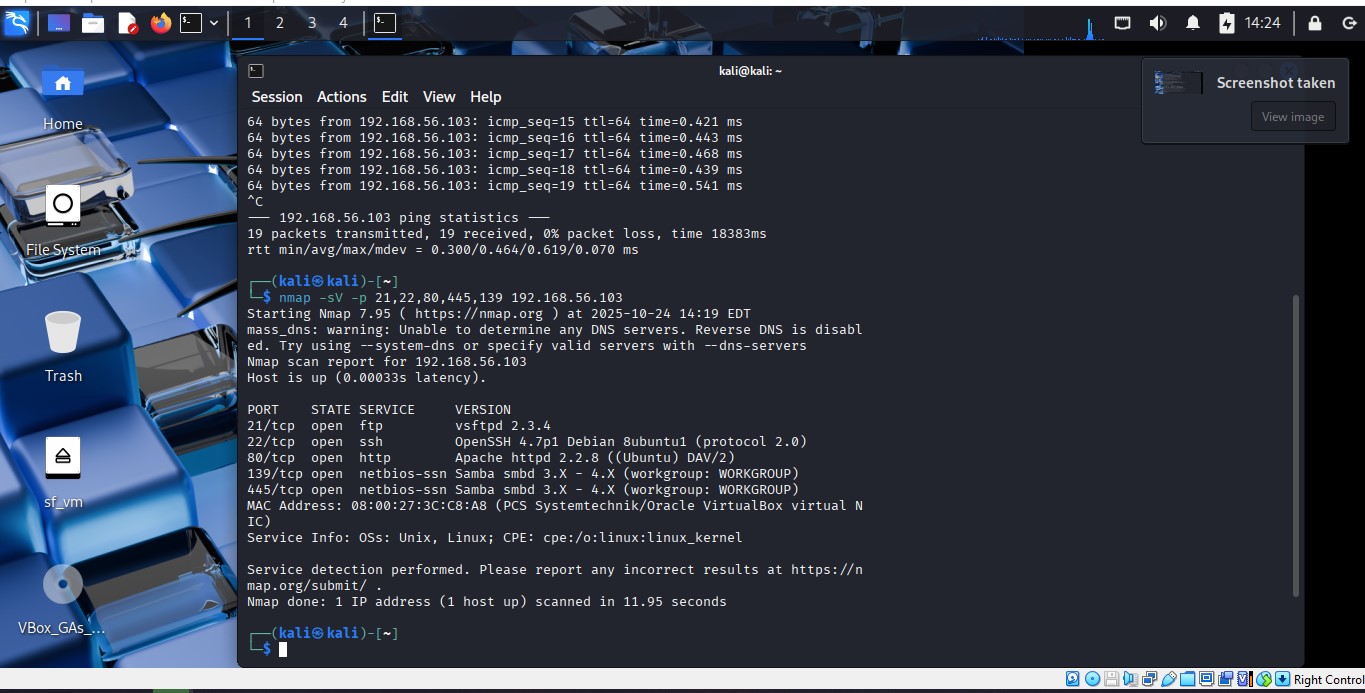 1 2 3 4
14:24
kali@kali: ~
Screenshot taken
View image
Session Actions Edit View Help
Home
File System
Trash
sf_vm
VBox_GAs_...
64 bytes from 192.168.56.103: icmp_seq=15 ttl=64 time=0.421 ms
64 bytes from 192.168.56.103: icmp_seq=16 ttl=64 time=0.443 ms
64 bytes from 192.168.56.103: icmp_seq=17 ttl=64 time=0.468 ms
64 bytes from 192.168.56.103: icmp_seq=18 ttl=64 time=0.439 ms
64 bytes from 192.168.56.103: icmp_seq=19 ttl=64 time=0.541 ms
^C
--- 192.168.56.103 ping statistics ---
19 packets transmitted, 19 received, 0% packet loss, time 18383ms
rtt min/avg/max/mdev = 0.300/0.464/0.619/0.070 ms
┌──(kali㉿kali)-[~]
└─$ nmap -sV -p 21,22,80,445,139 192.168.56.103
Starting Nmap 7.95 ( https://nmap.org ) at 2025-10-24 14:19 EDT
mass_dns: warning: Unable to determine any DNS servers. Reverse DNS is disabl
ed. Try using --system-dns or specify valid servers with --dns-servers
Nmap scan report for 192.168.56.103
Host is up (0.00033s latency).
PORT    STATE SERVICE     VERSION
21/tcp  open  ftp         vsftpd 2.3.4
22/tcp  open  ssh         OpenSSH 4.7p1 Debian 8ubuntu1 (protocol 2.0)
80/tcp  open  http        Apache httpd 2.2.8 ((Ubuntu) DAV/2)
139/tcp open  netbios-ssn Samba smbd 3.X - 4.X (workgroup: WORKGROUP)
445/tcp open  netbios-ssn Samba smbd 3.X - 4.X (workgroup: WORKGROUP)
MAC Address: 08:00:27:3C:C8:A8 (PCS Systemtechnik/Oracle VirtualBox virtual N
IC)
Service Info: OSs: Unix, Linux; CPE: cpe:/o:linux:linux_kernel
Service detection performed. Please report any incorrect results at https://n
map.org/submit/ .
Nmap done: 1 IP address (1 host up) scanned in 11.95 seconds
┌──(kali㉿kali)-[~]
└─$
Right Control